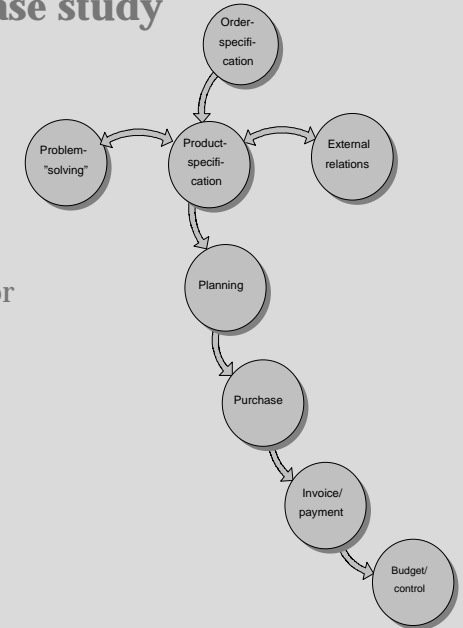 ase study
Order-
specifi-
cation
Problem-
"solving"
Product-
specifi-
cation
External
relations
or
Planning
Purchase
Invoice/
payment
Budget/
control